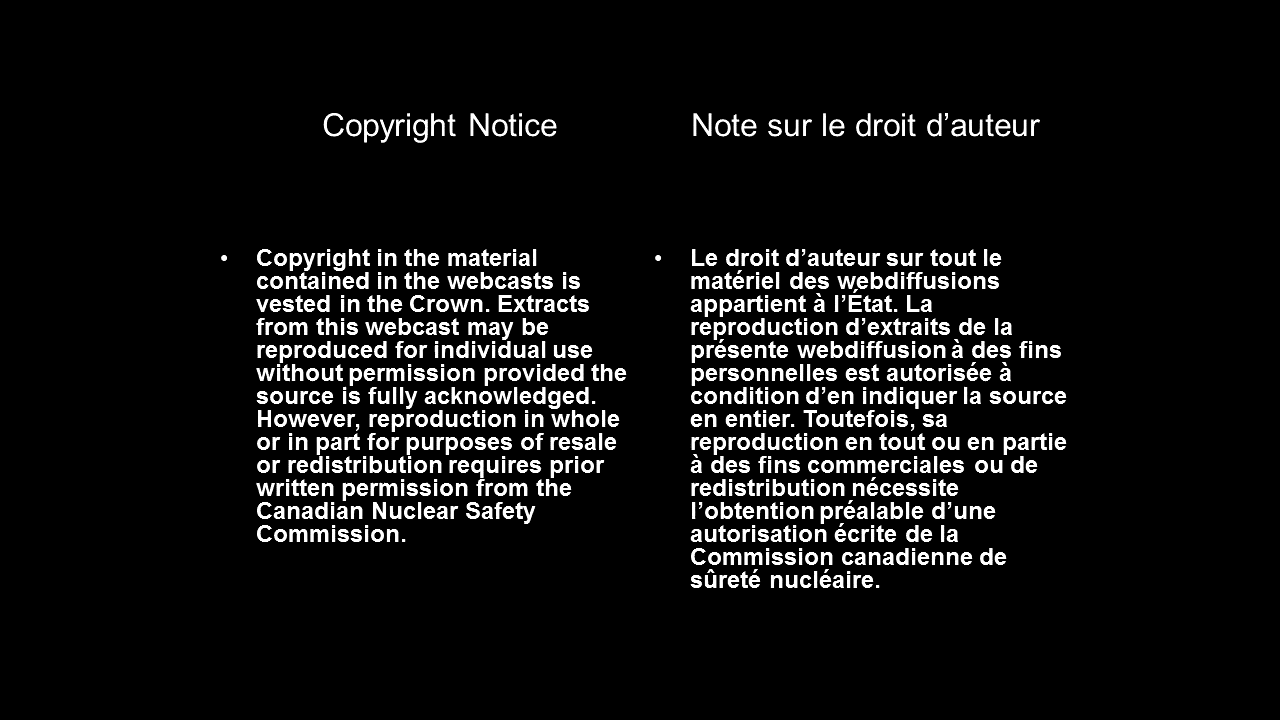 Copyright Notice
• Copyright in the material
contained in the webcasts is
vested in the Crown. Extracts
from this webcast may be
reproduced for individual use
without permission provided the
source is fully acknowledged.
However, reproduction in whole
or in part for purposes of resale
or redistribution requires prior
written permission from the
Canadian Nuclear Safety
Commission.
Note sur le droit d’auteur
• Le droit d’auteur sur tout le
matériel des webdiffusions
appartient à l’État. La
reproduction d’extraits de la
présente webdiffusion à des fins
personnelles est autorisée à
condition d’en indiquer la source
en entier. Toutefois, sa
reproduction en tout ou en partie
à des fins commerciales ou de
redistribution nécessite
l’obtention préalable d’une
autorisation écrite de la
Commission canadienne de
sûreté nucléaire.